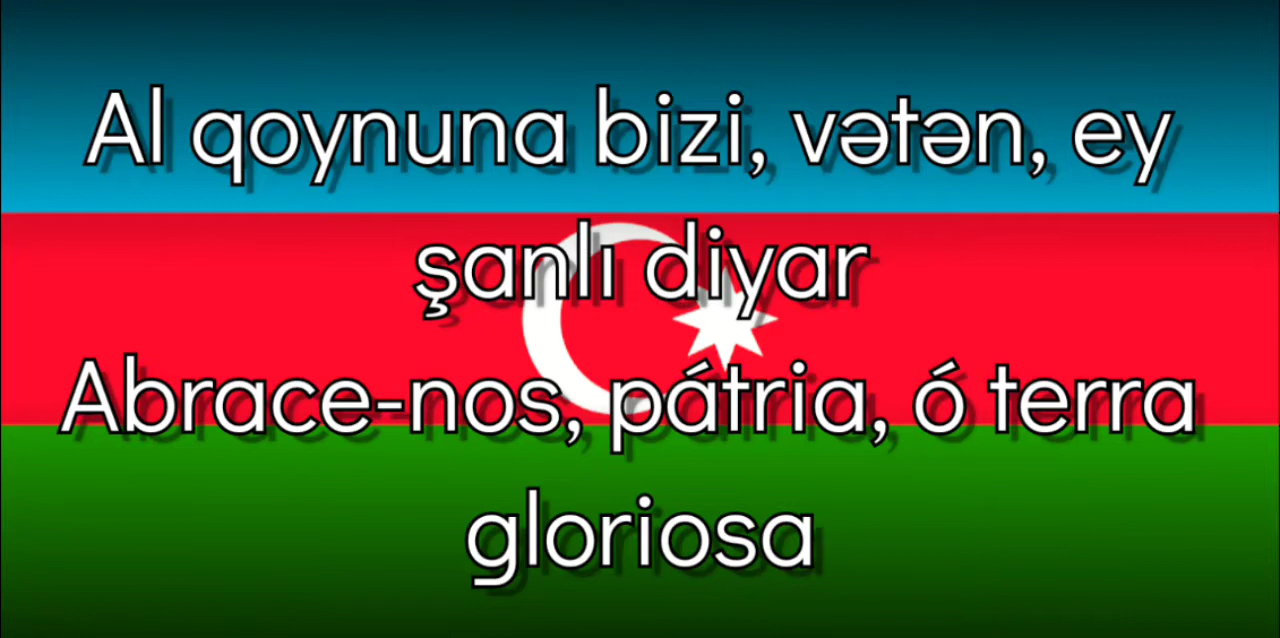 Al qoynuna bizi, vətən, ey
şanlı diyar
Abrace-nos, pátria, ó terra
gloriosa